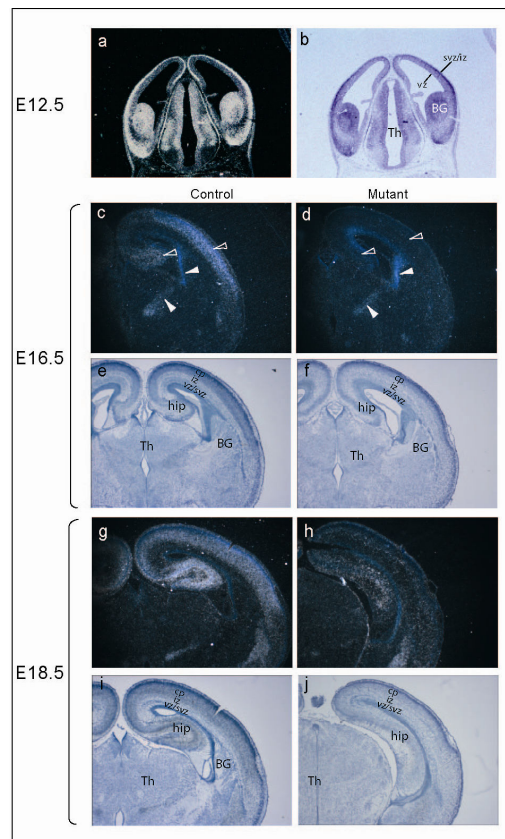 a
b
svz/iz
vz
BG
Th
E12.5
Control
Mutant
c
d
E16.5
e
f
cp
iz
vz/svz
hip
Th
BG
cp
iz
vz/svz
hip
Th
BG
g
h
E18.5
i
j
cp
iz
vz/svz
hip
BG
Th
cp
iz
vz/svz
hip
Th